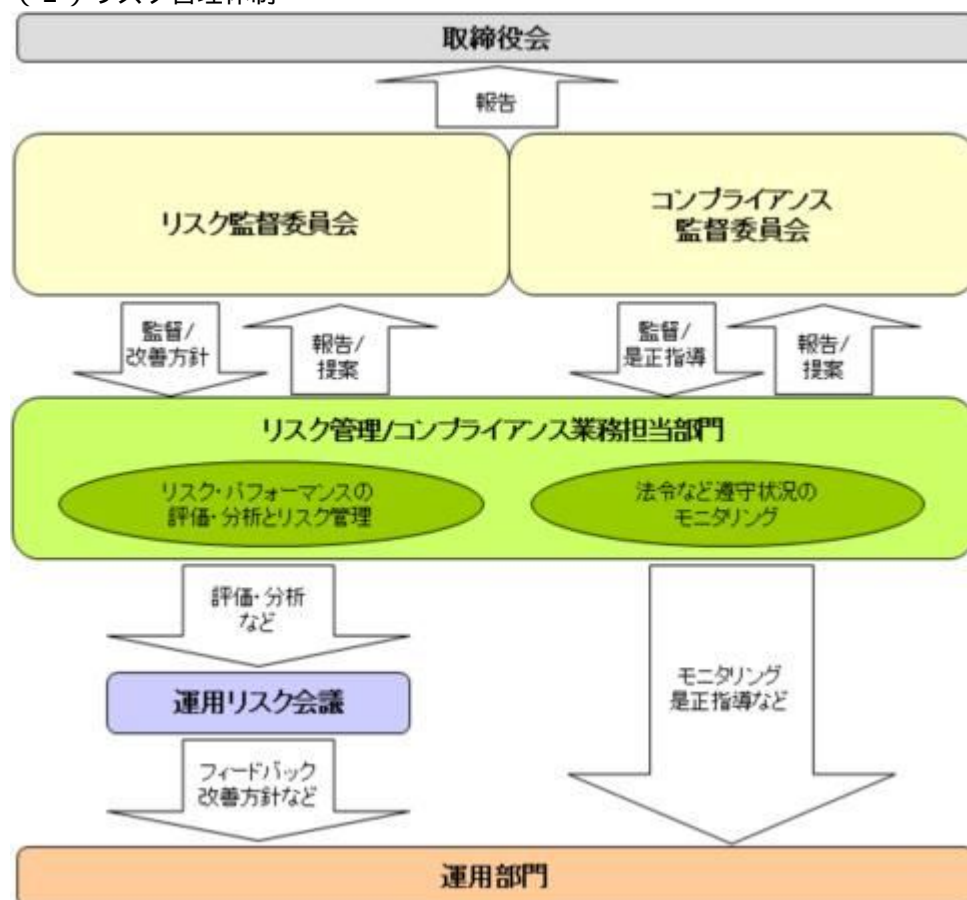 リスク管理体制
取締役会
報告
リスク監督委員会
コンプライアンス
監督委員会
監督/
改善方針
報告/
提案
監督/
是正指導
報告/
提案
リスク管理/コンプライアンス業務担当部門
リスク・パフォーマンスの
評価・分析とリスク管理
法令など遵守状況の
モニタリング
評価・分析
など
運用リスク会議
モニタリング
是正指導など
フィードバック
改善方針など
運用部門